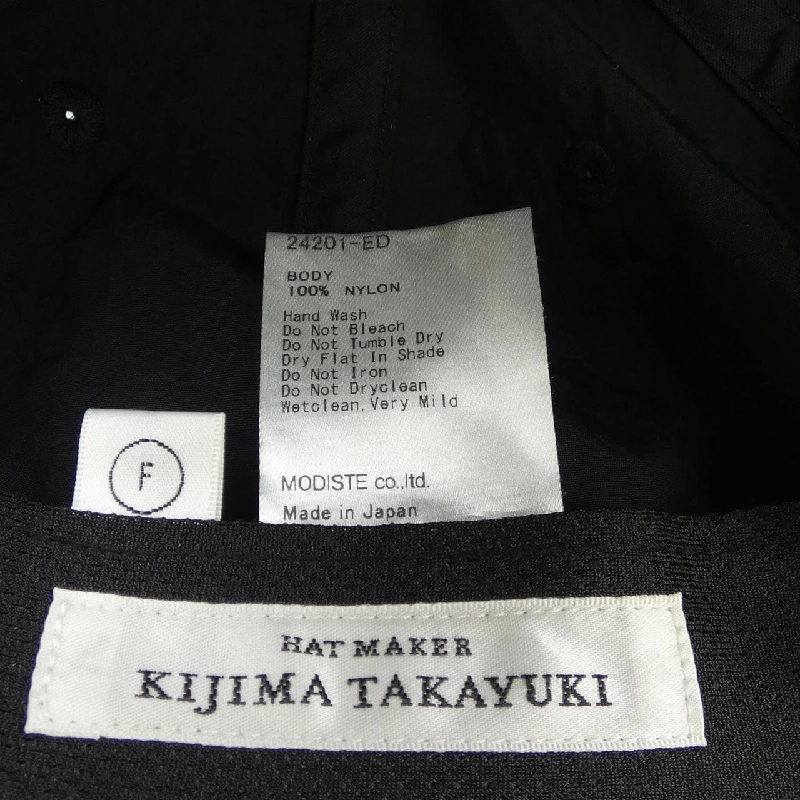 24201-ED
BODY
100% NYLON
Hand Wash
Do Not Bleach
Do Not Tumble Dry
Dry Flat In Shade
Do Not Iron
Do Not Dryclean
Wetclean.Very Mild
MODISTE co.,ltd.
Made in Japan
F
HAT MAKER
KIJIMA TAKAYUKI